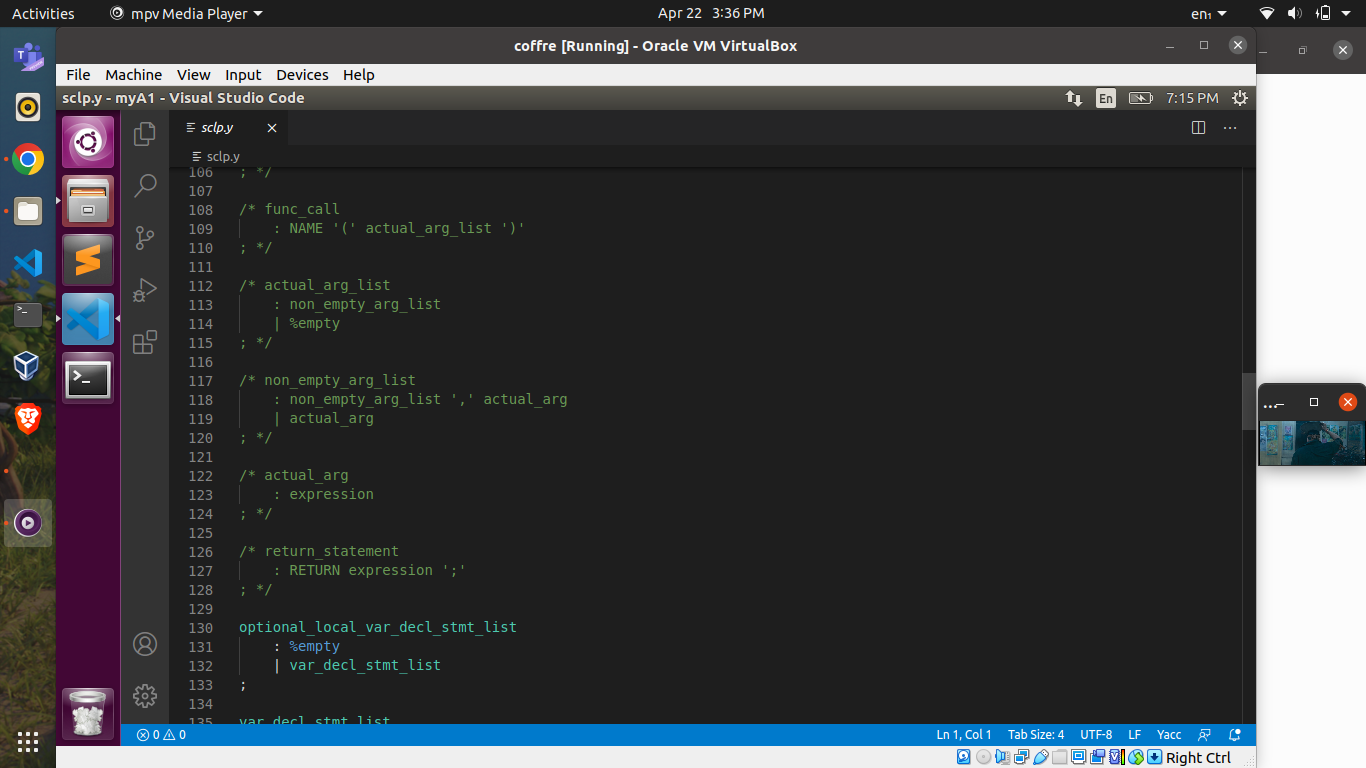 Activities
mpv Media Player
Apr 22 3:36 PM
en₁
coffre [Running] - Oracle VM VirtualBox
File Machine View Input Devices Help
sclp.y - myA1 - Visual Studio Code
En
7:15 PM
sclp.y
sclp.y
106 ; */
107
108 /* func_call
109 : NAME '(' actual_arg_list ')'
110 ; */
111
112 /* actual_arg_list
113 : non_empty_arg_list
114 | %empty
115 ; */
116
117 /* non_empty_arg_list
118 : non_empty_arg_list ',' actual_arg
119 | actual_arg
120 ; */
121
122 /* actual_arg
123 : expression
124 ; */
125
126 /* return_statement
127 : RETURN expression ';'
128 ; */
129
130 optional_local_var_decl_stmt_list
131 : %empty
132 | var_decl_stmt_list
133 ;
134
135 var_decl_stmt_list
0 0
Ln 1, Col 1
Tab Size: 4
UTF-8
LF
Yacc
Right Ctrl
...